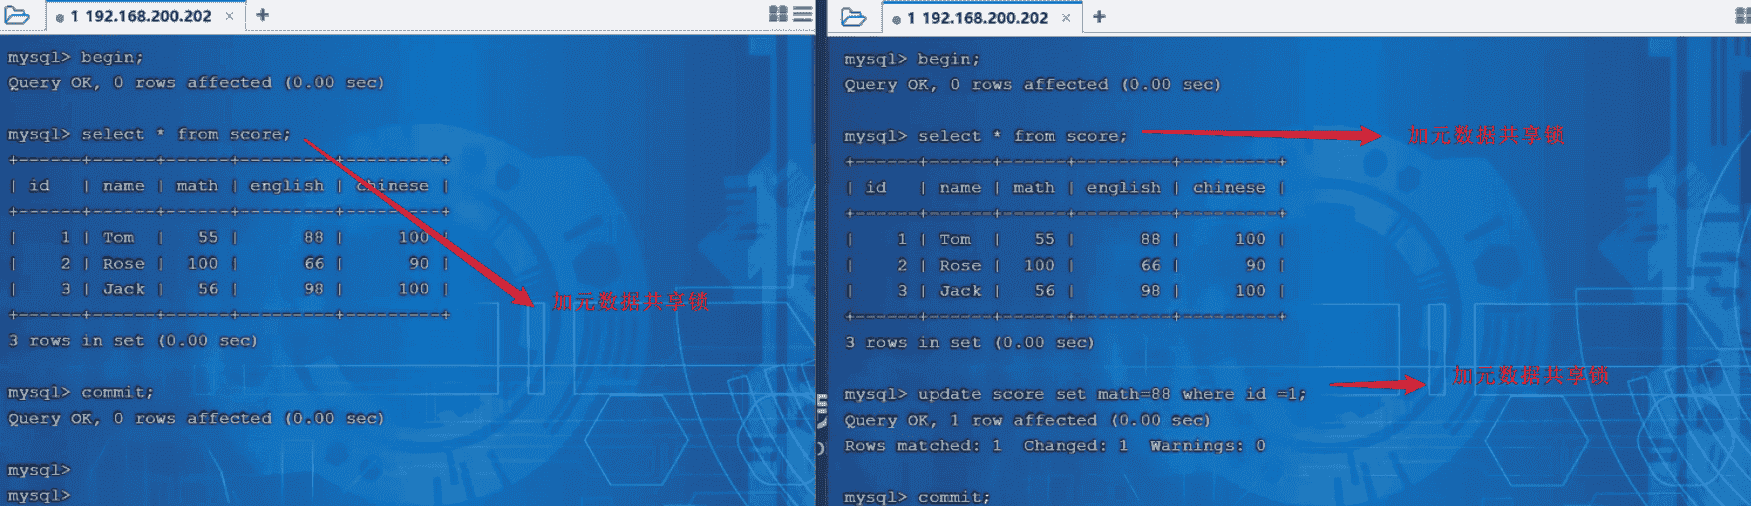 1 192.168.200.202 × +
mysql> begin;
Query OK, 0 rows affected (0.00 sec)
mysql> select * from score;
+------+------+------+---------+---------+
| id   | name | math | english | chinese |
+------+------+------+---------+---------+
|    1 | Tom  |   55 |      88 |     100 |
|    2 | Rose |  100 |      66 |      90 |
|    3 | Jack |   56 |      98 |     100 |
+------+------+------+---------+---------+
加元数据共享锁
3 rows in set (0.00 sec)
mysql> commit;
Query OK, 0 rows affected (0.00 sec)
mysql>
mysql>
1 192.168.200.202 × +
mysql> begin;
Query OK, 0 rows affected (0.00 sec)
mysql> select * from score;
加元数据共享锁
+------+------+------+---------+---------+
| id   | name | math | english | chinese |
+------+------+------+---------+---------+
|    1 | Tom  |   55 |      88 |     100 |
|    2 | Rose |  100 |      66 |      90 |
|    3 | Jack |   56 |      98 |     100 |
+------+------+------+---------+---------+
3 rows in set (0.00 sec)
加元数据共享锁
mysql> update score set math=88 where id =1;
Query OK, 1 row affected (0.00 sec)
Rows matched: 1  Changed: 1  Warnings: 0
mysql> commit;